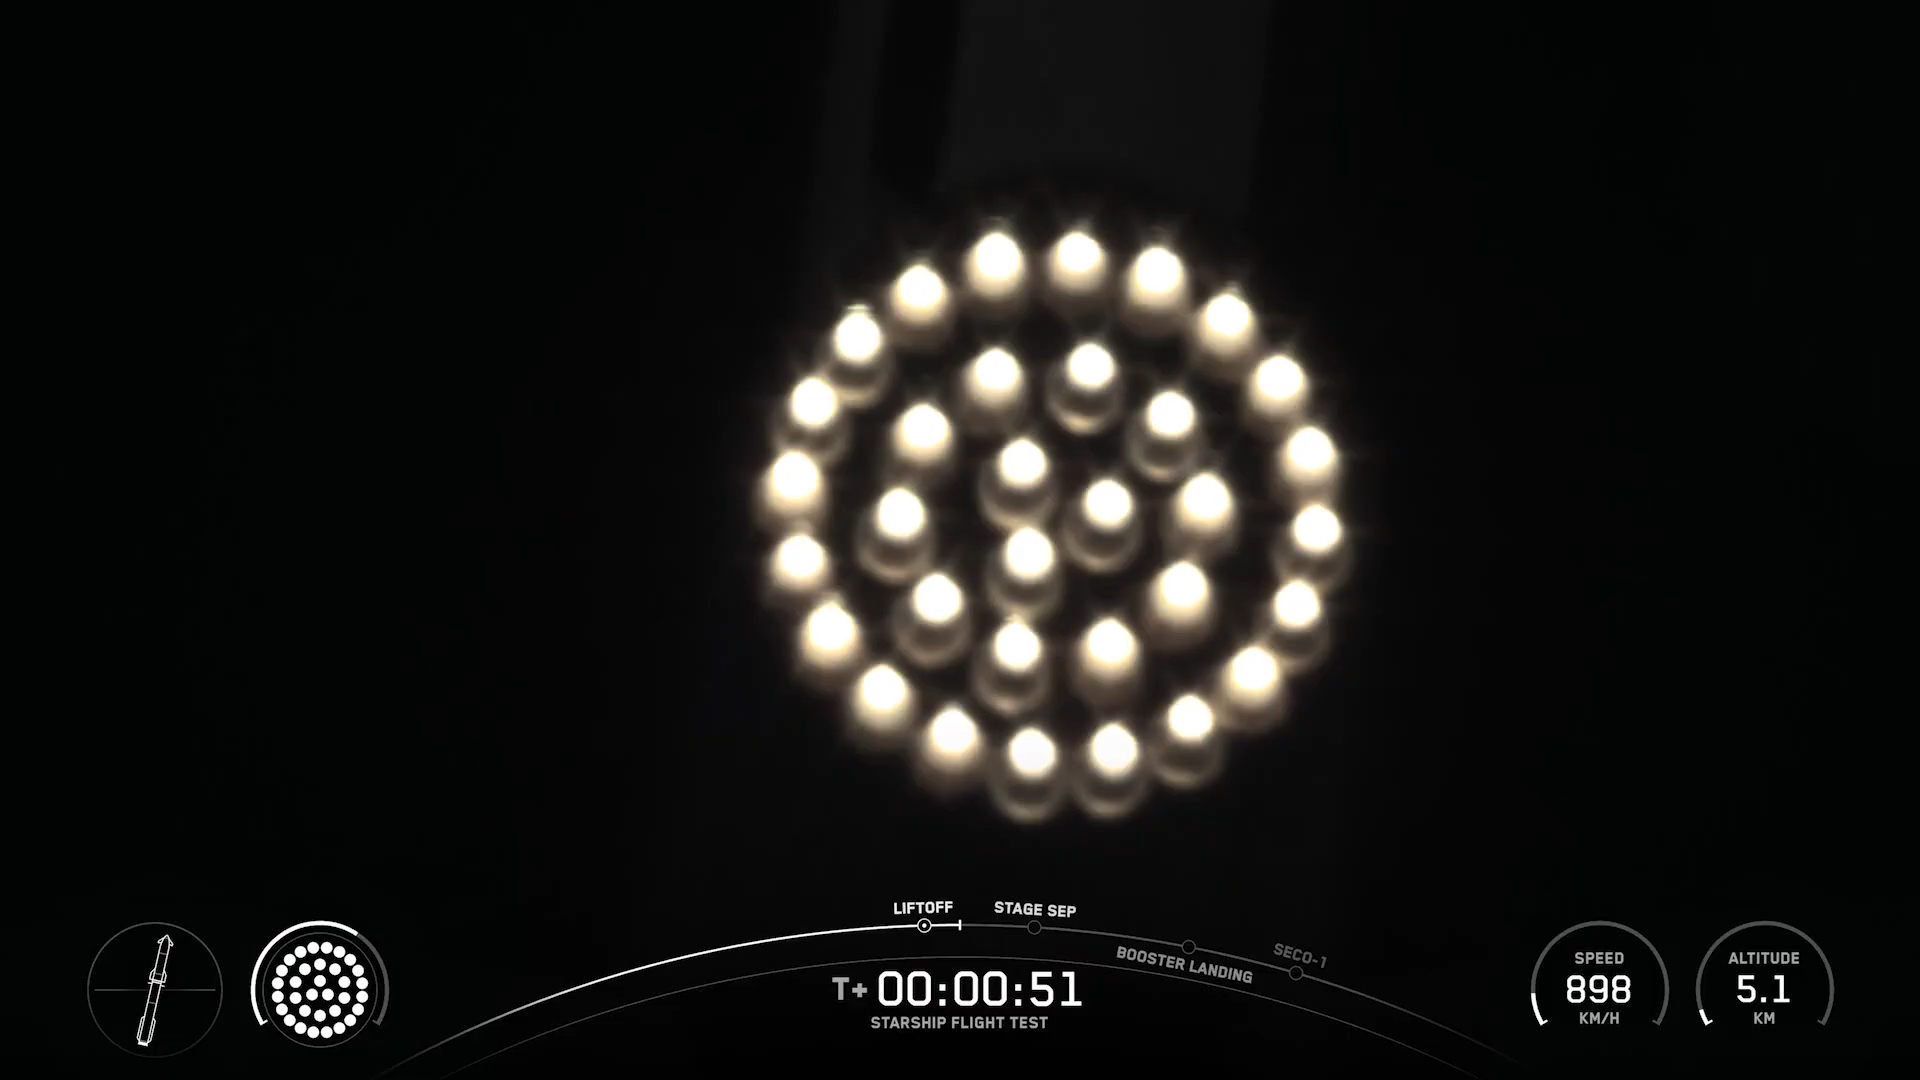 LIFTOFF
STAGE SEP
BOOSTER LANDING
SECO-1
T+00:00:51
STARSHIP FLIGHT TEST
SPEED
898
KM/H
ALTITUDE
5.1
KM